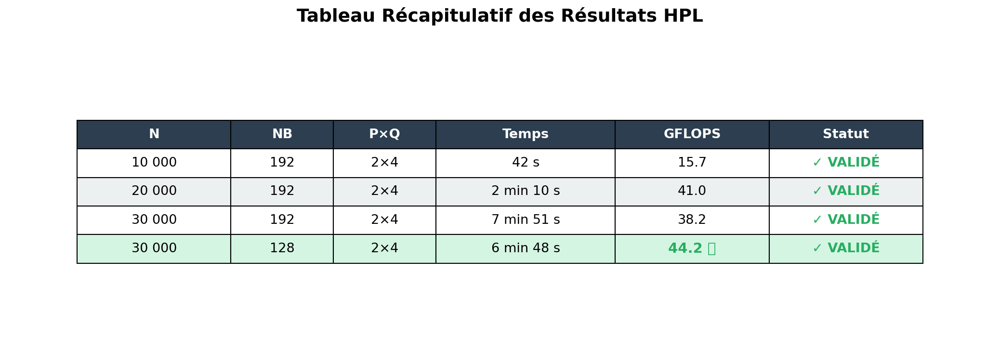 Tableau Récapitulatif des Résultats HPL
N NB P×Q Temps GFLOPS Statut
10 000 192 2×4 42 s 15.7 ✓ VALIDÉ
20 000 192 2×4 2 min 10 s 41.0 ✓ VALIDÉ
30 000 192 2×4 7 min 51 s 38.2 ✓ VALIDÉ
30 000 128 2×4 6 min 48 s 44.2 ✓ VALIDÉ